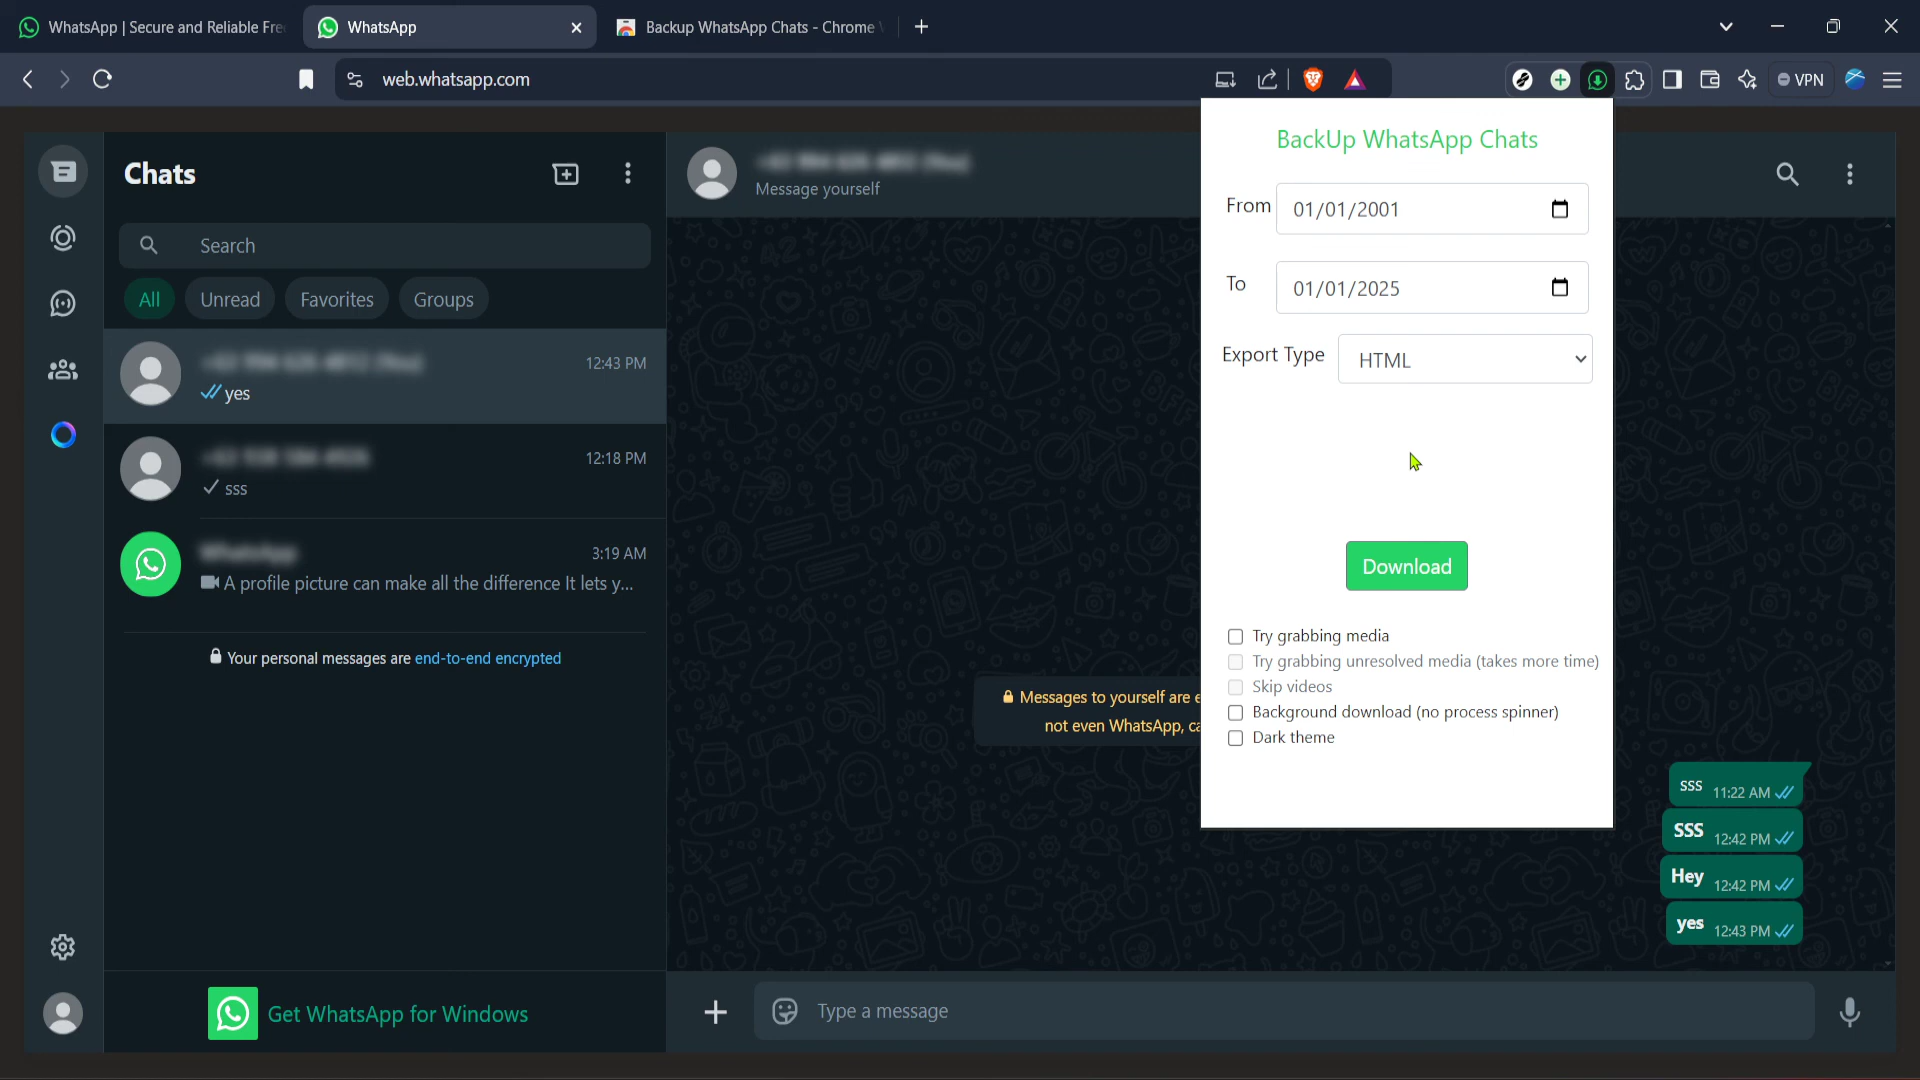 WhatsApp | Secure and Reliable Fre
WhatsApp
Backup WhatsApp Chats - Chrome
web.whatsapp.com
VPN
Chats
Search
All
Unread
Favorites
Groups
12:43 PM
yes
12:18 PM
sss
WhatsApp
3:19 AM
A profile picture can make all the difference It lets y...
Your personal messages are end-to-end encrypted
Get WhatsApp for Windows
Message yourself
Messages to yourself are e
not even WhatsApp, ca
sss 11:22 AM
SSS 12:42 PM
Hey 12:42 PM
yes 12:43 PM
Type a message
BackUp WhatsApp Chats
From 01/01/2001
To 01/01/2025
Export Type HTML
Download
Try grabbing media
Try grabbing unresolved media (takes more time)
Skip videos
Background download (no process spinner)
Dark theme